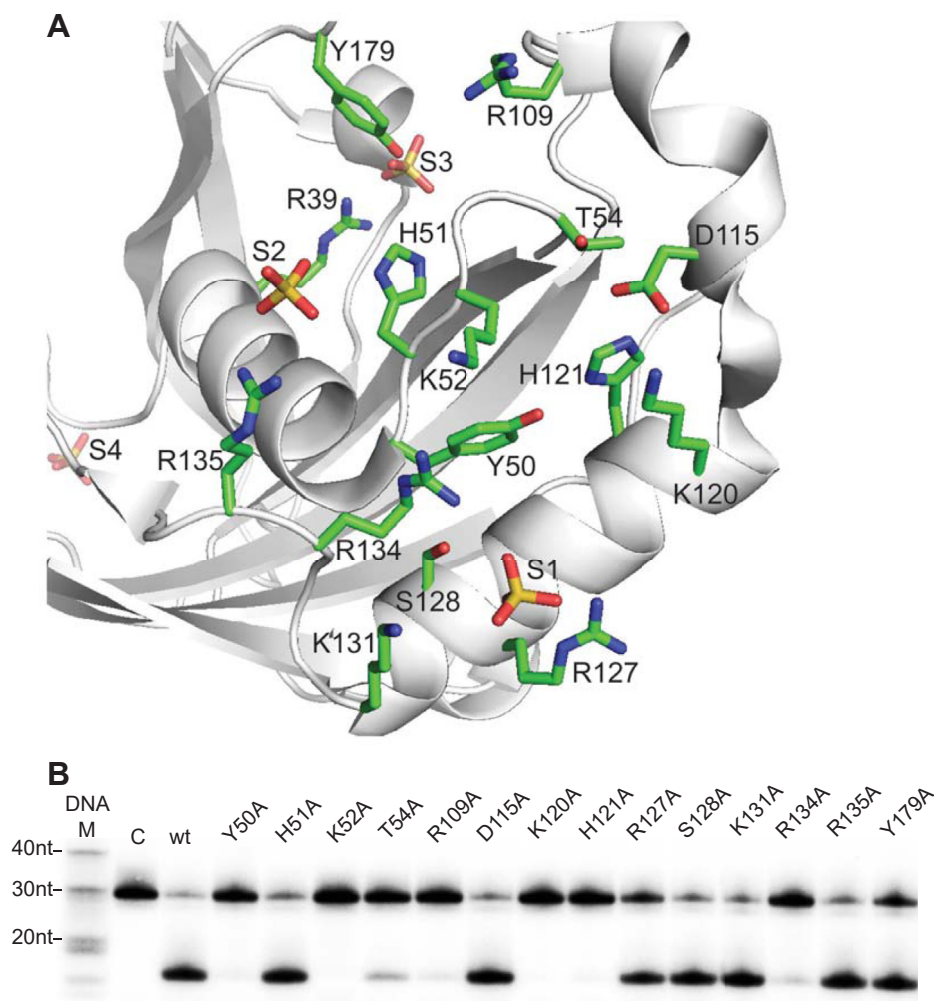 A
Y179
R109
S3
R39
T54
H51
D115
S2
K52
H121
S4
R135
Y50
K120
R134
S1
S128
K131
R127
B
DNA
M
C
wt
Y50A
H51A
K52A
T54A
R109A
D115A
K120A
H121A
R127A
S128A
K131A
R134A
R135A
Y179A
40nt–
30nt–
20nt–